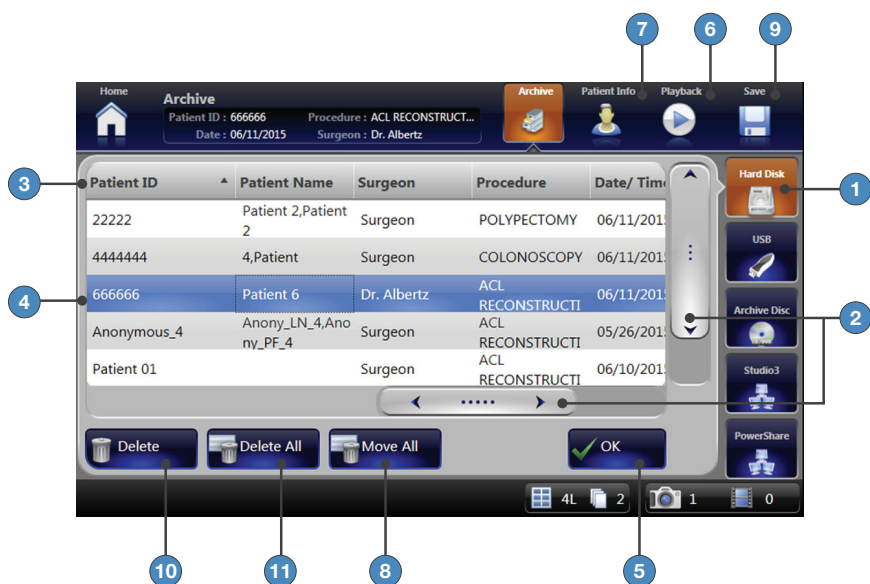 7 6 9
Home Archive Patient Info Playback Save
Archive
Patient ID : 666666 Procedure : ACL RECONSTRUCT...
Date : 06/11/2015 Surgeon : Dr. Albertz
3
Patient ID Patient Name Surgeon Procedure Date/ Time
Hard Disk
1
22222 Patient 2,Patient
2 Surgeon POLYPECTOMY 06/11/201
USB
4444444 4,Patient Surgeon COLONOSCOPY 06/11/201
4
666666 Patient 6 Dr. Albertz ACL
RECONSTRUCTI 06/11/201
Archive Disc
2
Anonymous_4 Anony_LN_4,Ano
ny_PF_4 Surgeon ACL
RECONSTRUCTI 05/26/201
Patient 01 Surgeon ACL
RECONSTRUCTI 06/10/201
Studio3
PowerShare
Delete Delete All Move All OK
4L 2 1 0
10 11 8 5